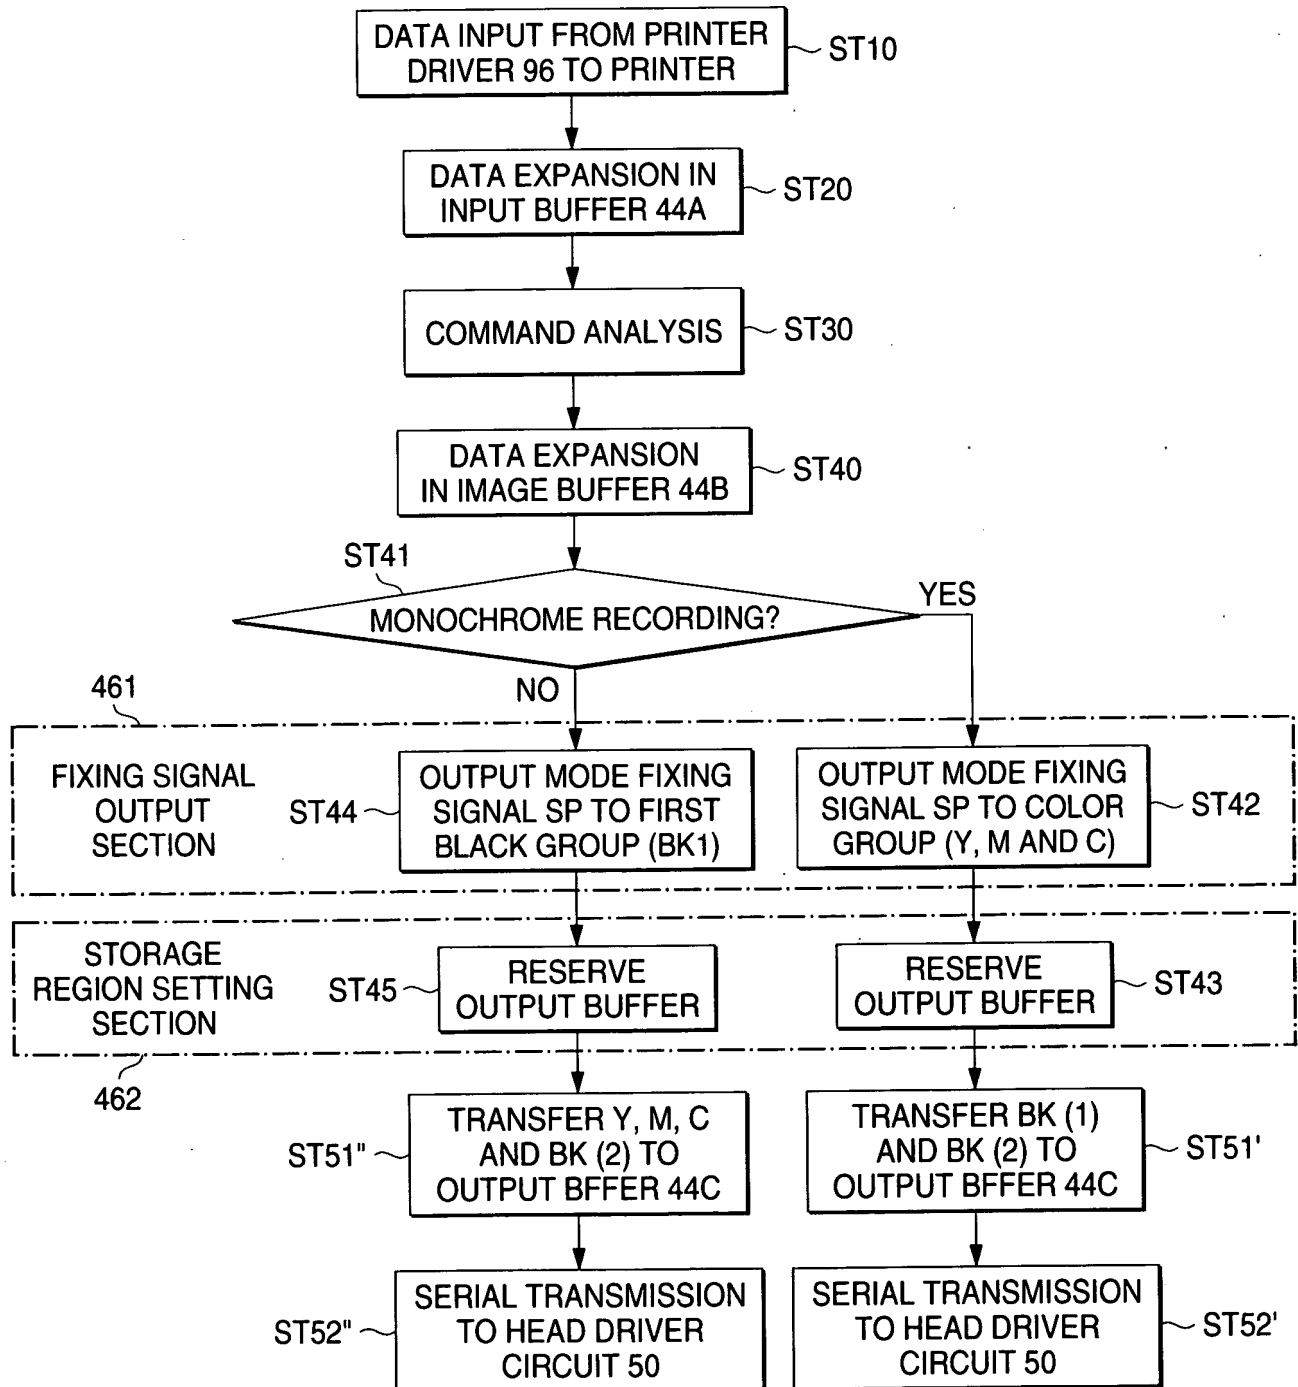 DATA INPUT FROM PRINTER
DRIVER 96 TO PRINTER
ST10
DATA EXPANSION IN
INPUT BUFFER 44A
ST20
COMMAND ANALYSIS
ST30
DATA EXPANSION
IN IMAGE BUFFER 44B
ST40
ST41
MONOCHROME RECORDING?
YES
NO
461
FIXING SIGNAL
OUTPUT
SECTION
ST44
OUTPUT MODE FIXING
SIGNAL SP TO FIRST
BLACK GROUP (BK1)
OUTPUT MODE FIXING
SIGNAL SP TO COLOR
GROUP (Y, M AND C)
ST42
STORAGE
REGION SETTING
SECTION
ST45
RESERVE
OUTPUT BUFFER
RESERVE
OUTPUT BUFFER
ST43
462
ST51"
TRANSFER Y, M, C
AND BK (2) TO
OUTPUT BFFER 44C
TRANSFER BK (1)
AND BK (2) TO
OUTPUT BFFER 44C
ST51'
ST52"
SERIAL TRANSMISSION
TO HEAD DRIVER
CIRCUIT 50
SERIAL TRANSMISSION
TO HEAD DRIVER
CIRCUIT 50
ST52'